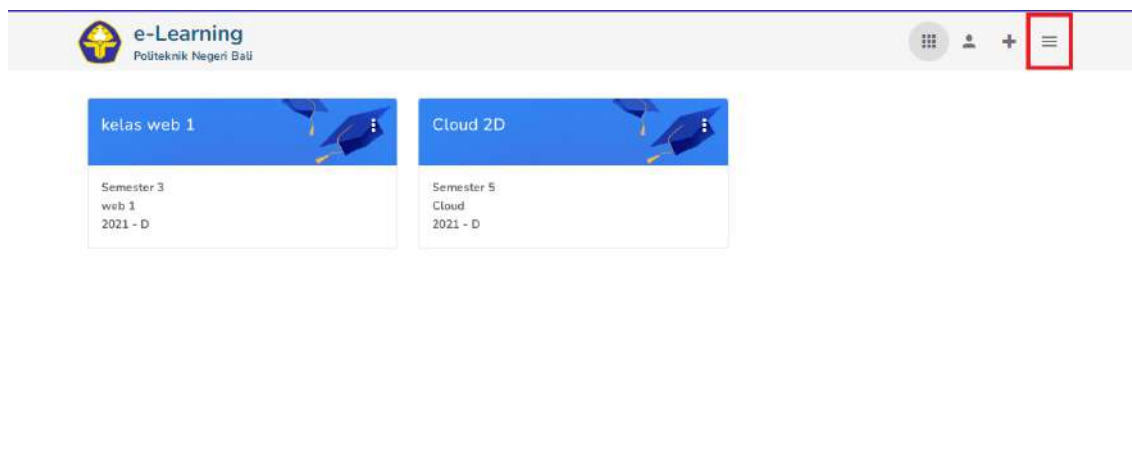 e-Learning
Politeknik Negeri Bali
kelas web 1
Semester 3
web 1
2021 - D
Cloud 2D
Semester 5
Cloud
2021 - D